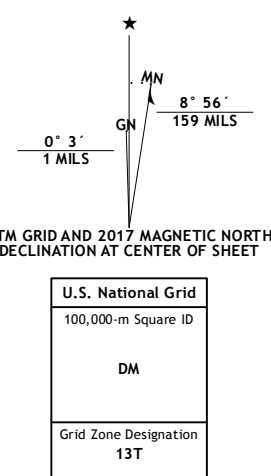 ★
MN
GN
8° 56´
159 MILS
0° 3´
1 MILS
TM GRID AND 2017 MAGNETIC NORTH
DECLINATION AT CENTER OF SHEET
U.S. National Grid
100,000-m Square ID
DM
Grid Zone Designation
13T